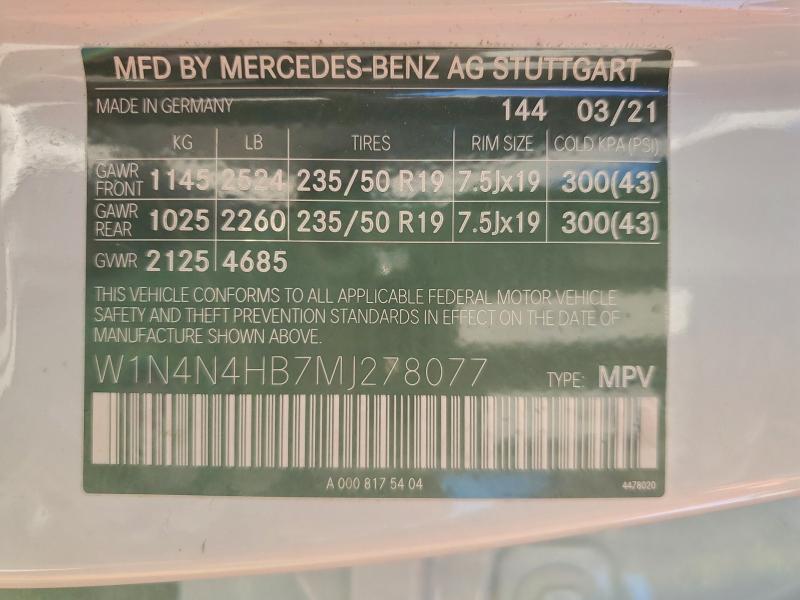 MFD BY MERCEDES-BENZ AG STUTTGART
MADE IN GERMANY 144 03/21
KG LB TIRES RIM SIZE COLD KPA (PSI)
GAWR FRONT 1145 2524 235/50 R19 7.5Jx19 300(43)
GAWR REAR 1025 2260 235/50 R19 7.5Jx19 300(43)
GVWR 2125 4685
THIS VEHICLE CONFORMS TO ALL APPLICABLE FEDERAL MOTOR VEHICLE
SAFETY AND THEFT PREVENTION STANDARDS IN EFFECT ON THE DATE OF
MANUFACTURE SHOWN ABOVE.
W1N4N4HB7MJ278077 TYPE: MPV
A 000 817 54 04 4478020